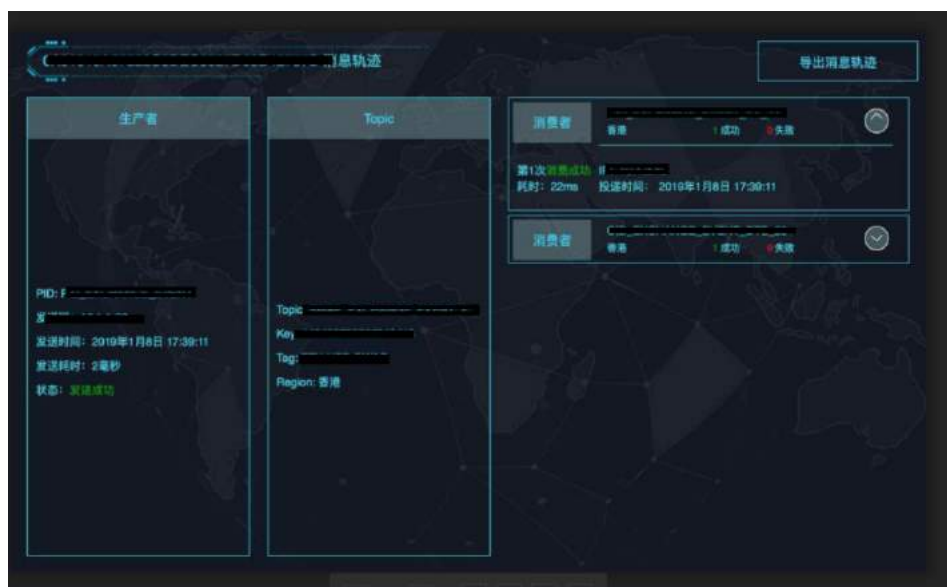 消息轨迹
导出消息轨迹
生产者
PID:
发送时间：2019年1月8日 17:39:11
发送耗时：2毫秒
状态：发送成功
Topic
Topic
Key
Tag:
Region: 香港
消费者
香港 1 成功 0 失败
第1次消费成功
耗时：22ms 投递时间： 2019年1月8日 17:39:11
消费者
香港 1 成功 0 失败